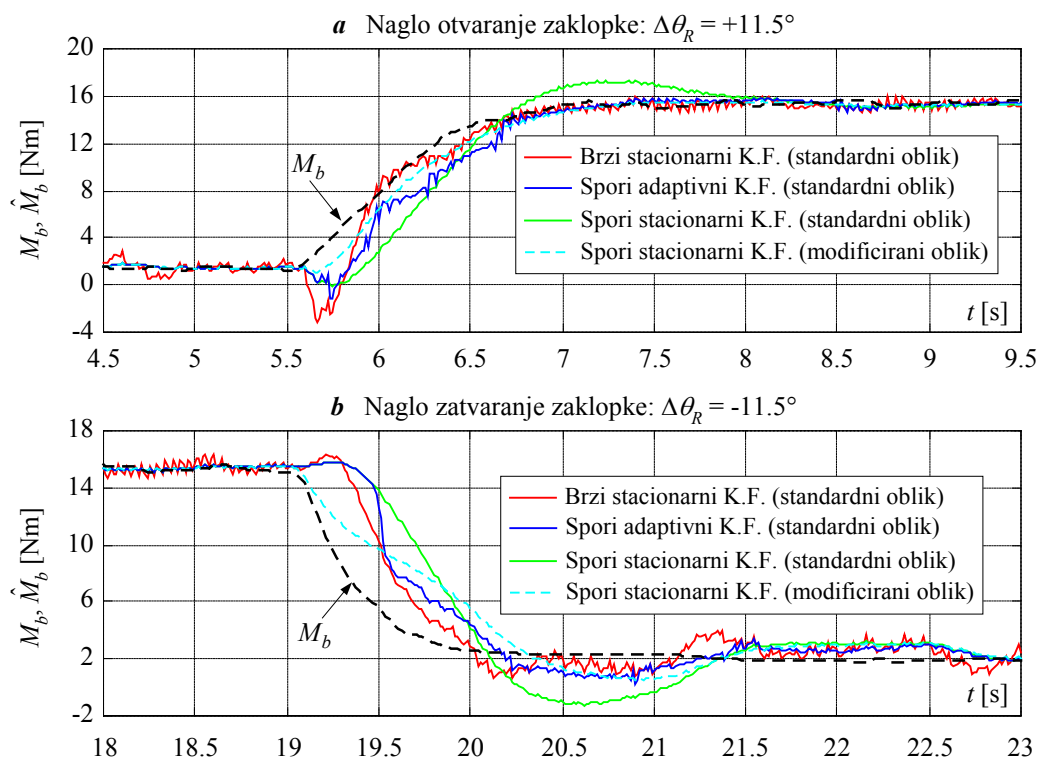 a Naglo otvaranje zaklopke: Δθ_R = +11.5°
20
16
12
8
4
0
-4
M_b, M̂_b [Nm]
M_b
Brzi stacionarni K.F. (standardni oblik)
Spori adaptivni K.F. (standardni oblik)
Spori stacionarni K.F. (standardni oblik)
Spori stacionarni K.F. (modificirani oblik)
t [s]
4.5 5 5.5 6 6.5 7 7.5 8 8.5 9 9.5
b Naglo zatvaranje zaklopke: Δθ_R = -11.5°
18
14
10
6
2
-2
M_b, M̂_b [Nm]
M_b
Brzi stacionarni K.F. (standardni oblik)
Spori adaptivni K.F. (standardni oblik)
Spori stacionarni K.F. (standardni oblik)
Spori stacionarni K.F. (modificirani oblik)
t [s]
18 18.5 19 19.5 20 20.5 21 21.5 22 22.5 23